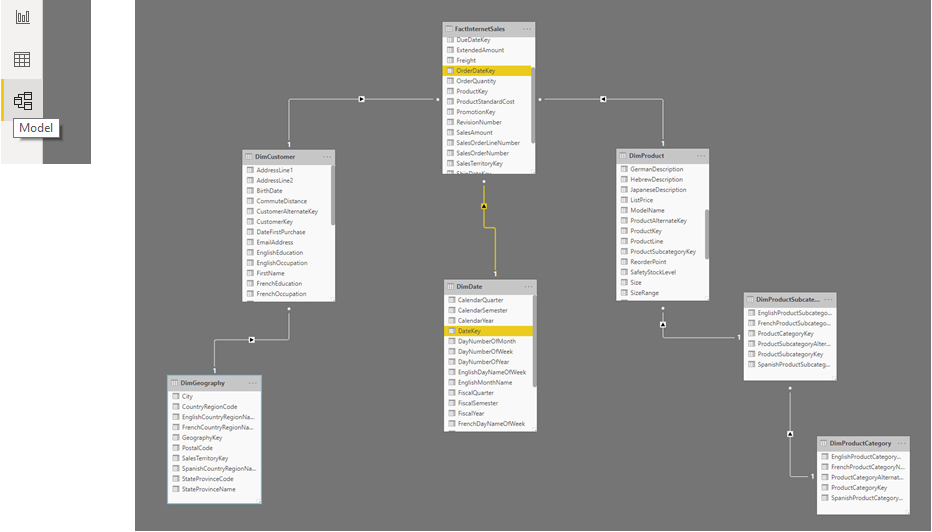 Model
FactInternetSales
DueDateKey
ExtendedAmount
Freight
OrderDateKey
OrderQuantity
ProductKey
ProductStandardCost
PromotionKey
RevisionNumber
SalesAmount
SalesOrderLineNumber
SalesOrderNumber
SalesTerritoryKey
ShipDateKey
*
*
1
1
DimCustomer
AddressLine1
AddressLine2
BirthDate
CommuteDistance
CustomerAlternateKey
CustomerKey
DateFirstPurchase
EmailAddress
EnglishEducation
EnglishOccupation
FirstName
FrenchEducation
FrenchOccupation
DimProduct
GermanDescription
HebrewDescription
JapaneseDescription
ListPrice
ModelName
ProductAlternateKey
ProductKey
ProductLine
ProductSubcategoryKey
ReorderPoint
SafetyStockLevel
Size
SizeRange
*
1
DimDate
CalendarQuarter
CalendarSemester
CalendarYear
DateKey
DayNumberOfMonth
DayNumberOfWeek
DayNumberOfYear
EnglishDayNameOfWeek
EnglishMonthName
FiscalQuarter
FiscalSemester
FiscalYear
FrenchDayNameOfWeek
*
1
DimProductSubcate...
EnglishProductSubcatego...
FrenchProductSubcatego...
ProductCategoryKey
ProductSubcategoryAlter...
ProductSubcategoryKey
SpanishProductSubcateg...
*
1
DimGeography
City
CountryRegionCode
EnglishCountryRegionNa...
FrenchCountryRegionNa...
GeographyKey
PostalCode
SalesTerritoryKey
SpanishCountryRegionNa...
StateProvinceCode
StateProvinceName
*
1
DimProductCategory
EnglishProductCategory...
FrenchProductCategoryN...
ProductCategoryAlternat...
ProductCategoryKey
SpanishProductCategory...
*
1